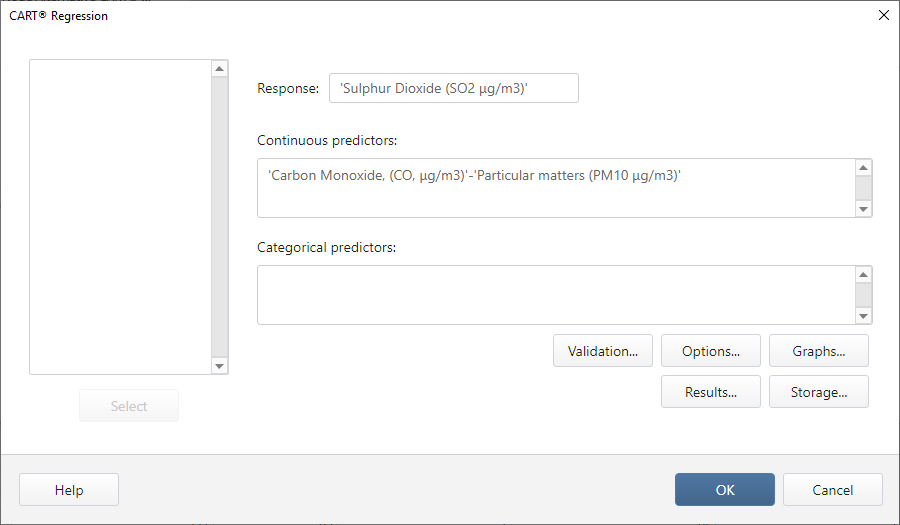 CART® Regression
Response: 'Sulphur Dioxide (SO2 µg/m3)'
Continuous predictors:
'Carbon Monoxide, (CO, µg/m3)'-'Particular matters (PM10 µg/m3)'
Categorical predictors:
Validation... Options... Graphs...
Select Results... Storage...
Help OK Cancel